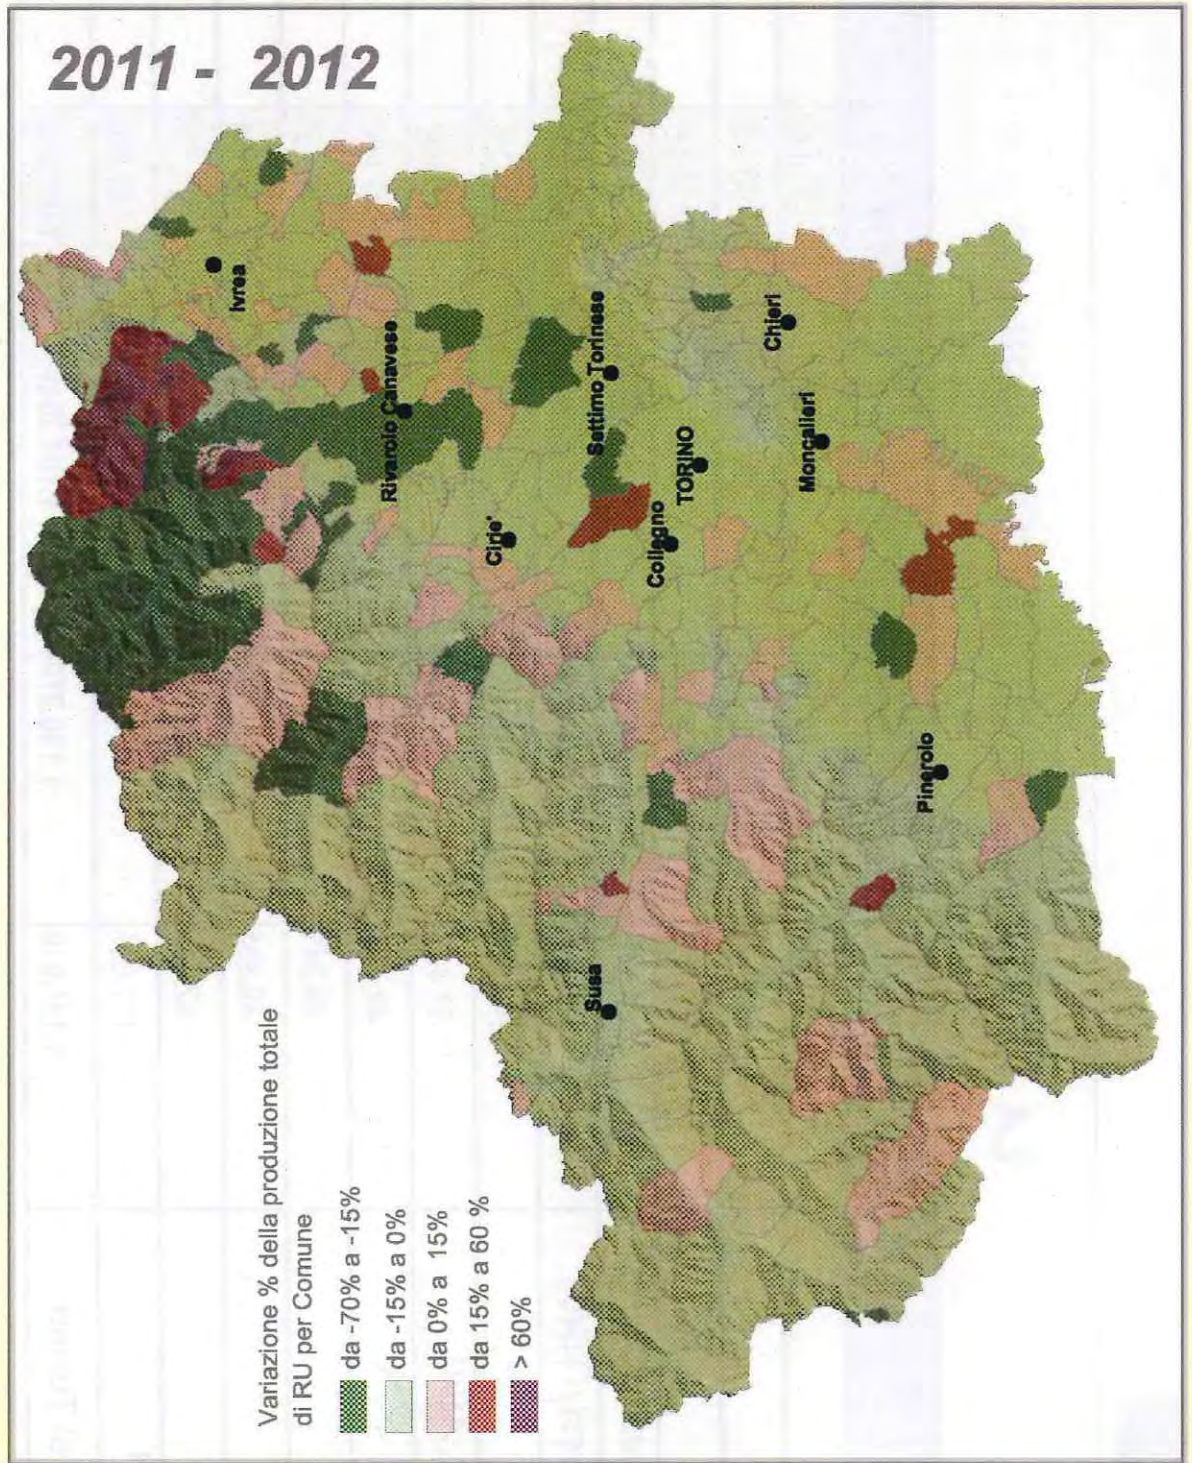 2011 - 2012
Variazione % della produzione totale
di RU per Comune
da -70% a -15%
da -15% a 0%
da 0% a 15%
da 15% a 60 %
> 60%
Ivrea
Rivarolo Canavese
Cirie'
Settimo Torinese
Chieri
TORINO
Collegno
Moncalieri
Susa
Pinerolo